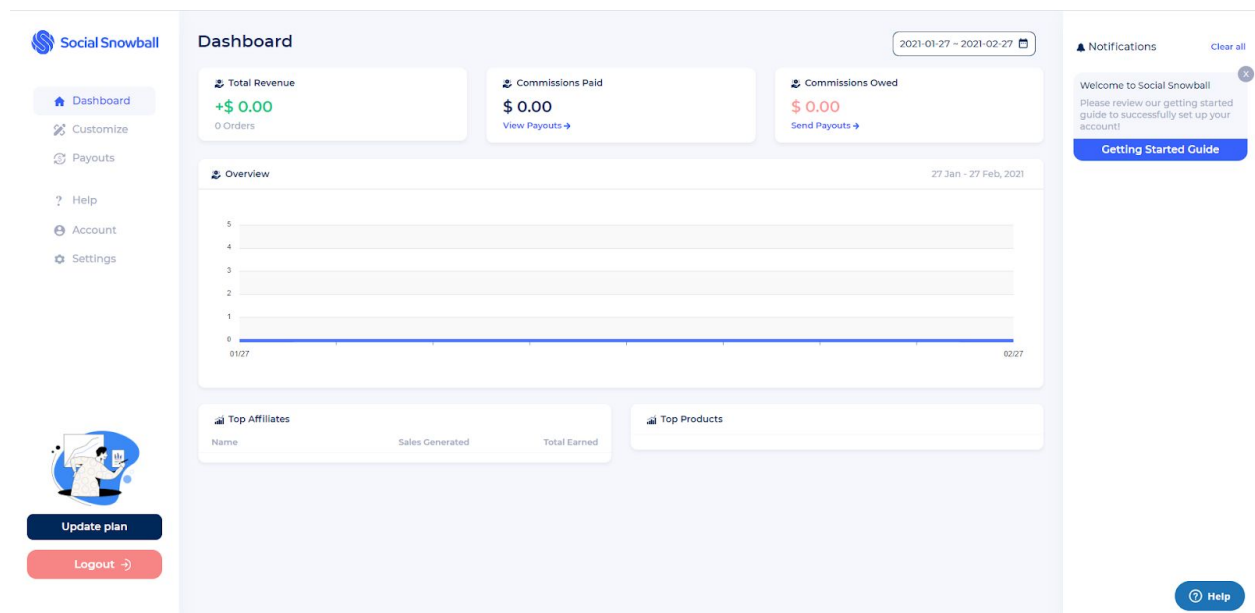 Social Snowball
Dashboard
Customize
Payouts
? Help
Account
Settings
Update plan
Logout
Dashboard
2021-01-27 – 2021-02-27
Total Revenue
+$ 0.00
0 Orders
Commissions Paid
$ 0.00
View Payouts →
Commissions Owed
$ 0.00
Send Payouts →
Overview
27 Jan - 27 Feb, 2021
5
4
3
2
1
0
01/27
02/27
Top Affiliates
Name Sales Generated Total Earned
Top Products
Notifications
Clear all
X
Welcome to Social Snowball
Please review our getting started
guide to successfully set up your
account!
Getting Started Guide
? Help